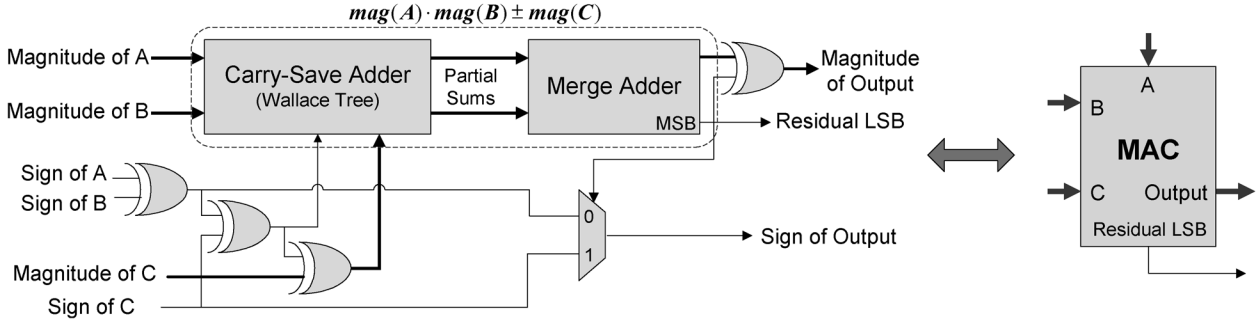 mag(A)·mag(B)±mag(C)
Magnitude of A
Magnitude of B
Carry-Save Adder
(Wallace Tree)
Partial
Sums
Merge Adder
MSB
Magnitude
of Output
Residual LSB
Sign of A
Sign of B
Magnitude of C
Sign of C
0
1
Sign of Output
A
B
MAC
C
Output
Residual LSB